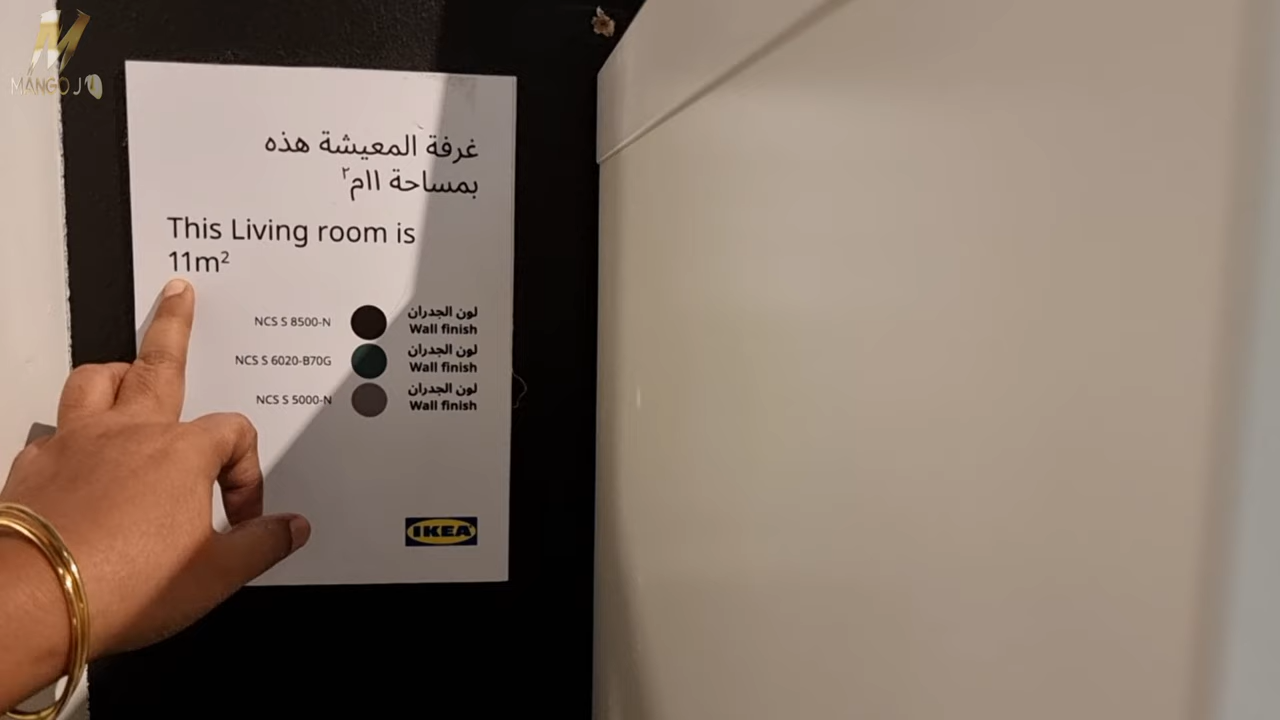 MANGO J
غرفة المعيشة هذه
بمساحة ١١م٢
This Living room is
11m²
NCS S 8500-N
لون الجدران
Wall finish
NCS S 6020-B70G
لون الجدران
Wall finish
NCS S 5000-N
لون الجدران
Wall finish
IKEA